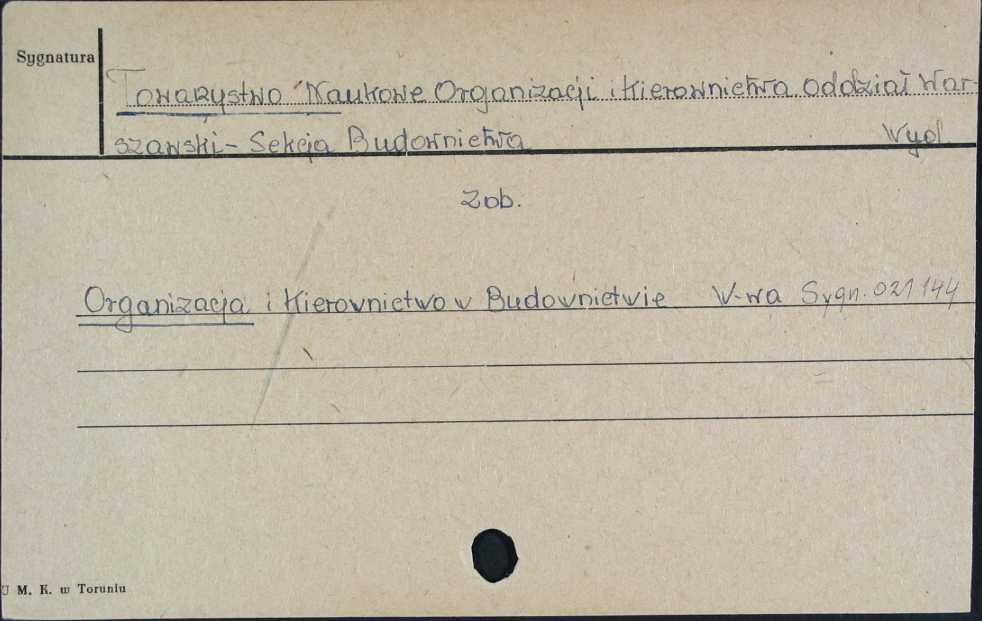 Sygnatura
Towarzystwo Naukowe Organizacji i Kierownictwa oddział War-
szawski - Sekcja Budownictwa Wyd.
Zob.
Organizacja i Kierownictwo w Budownictwie W-wa Sygn. 021144
U M. K. w Toruniu